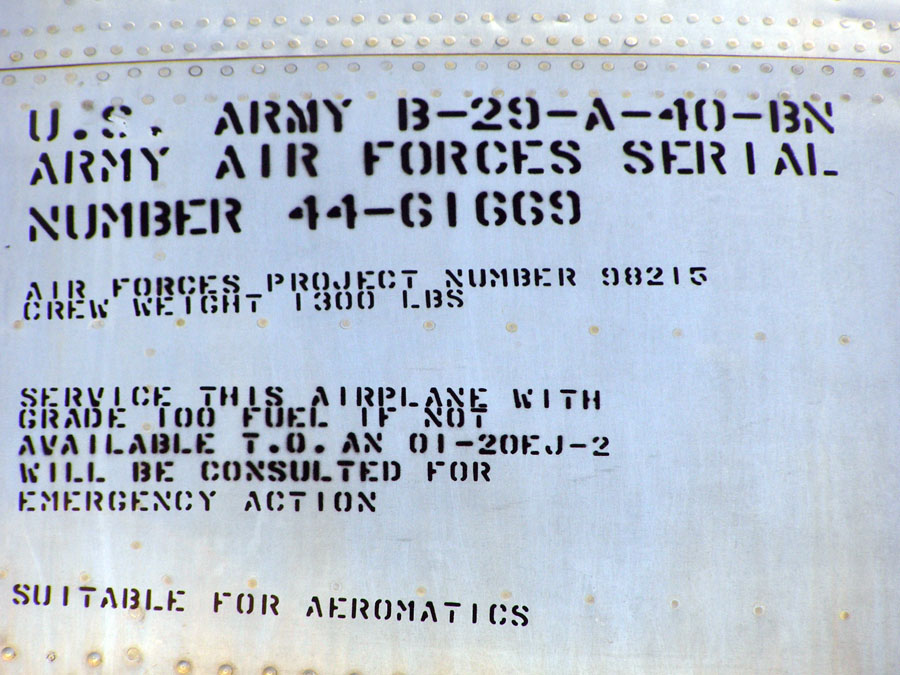 U.S. ARMY B-29-A-40-BN
ARMY AIR FORCES SERIAL
NUMBER 44-61669
AIR FORCES PROJECT NUMBER 98215
CREW WEIGHT 1300 LBS
SERVICE THIS AIRPLANE WITH
GRADE 100 FUEL IF NOT
AVAILABLE T.O. AN 01-20EJ-2
WILL BE CONSULTED FOR
EMERGENCY ACTION
SUITABLE FOR AEROMATICS